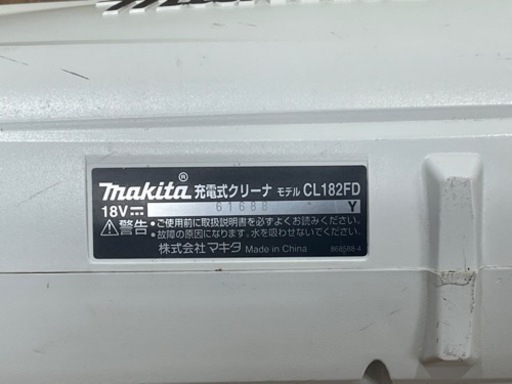 makita® 充電式クリーナ モデル CL182FD
18V⎓ 61688 Y
⚠警告 •ご使用前に取扱説明書を必ずよくお読みください。
•故障の原因になります。水を吸わせないでください。
株式会社マキタ Made in China 868588-4